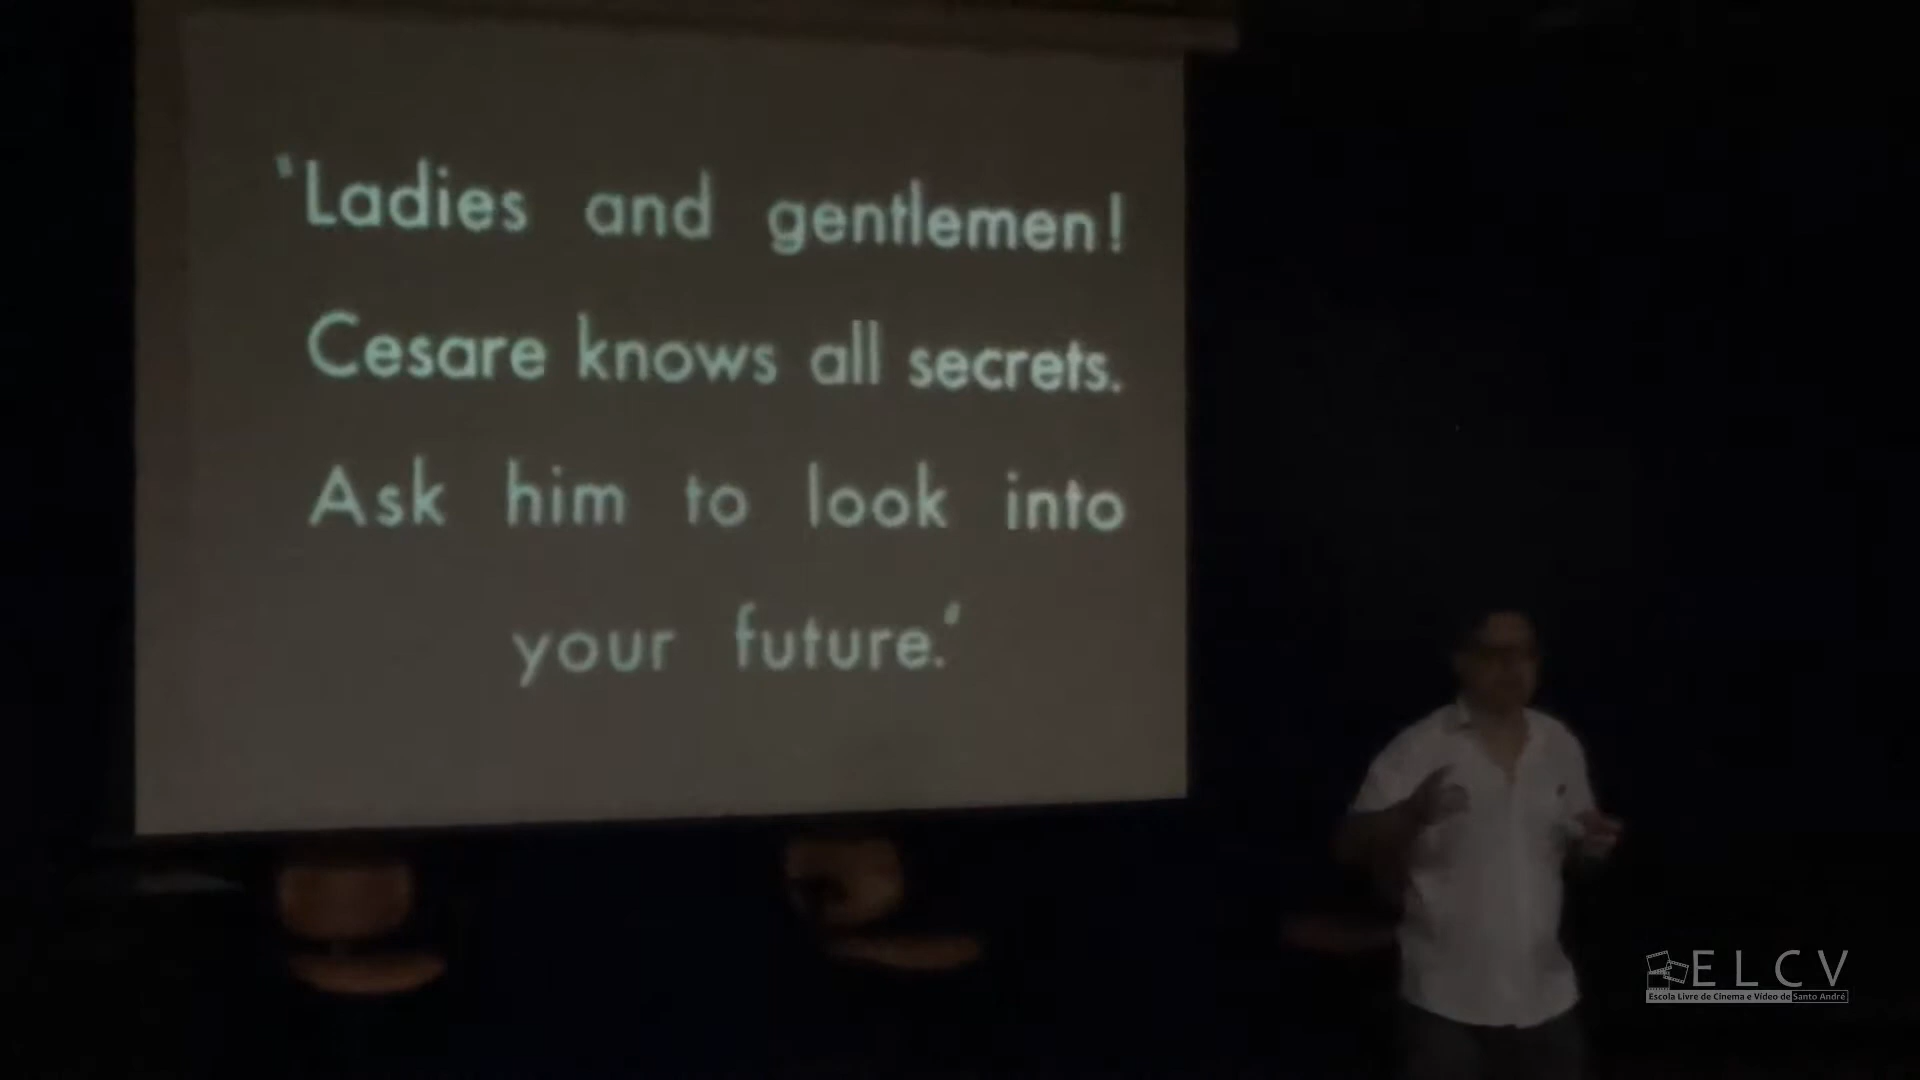 "Ladies and gentlemen!
Cesare knows all secrets.
Ask him to look into
your future."
ELCV
Escola Livre de Cinema e Vídeo de Santo André